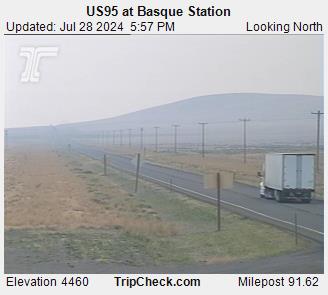 US95 at Basque Station
Updated: Jul 28 2024 5:57 PM Looking North
Elevation 4460 TripCheck.com Milepost 91.62